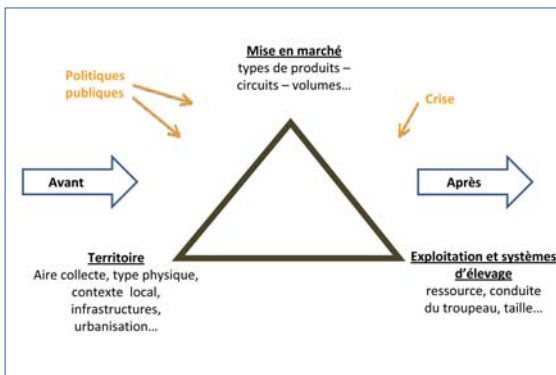 Mise en marché
types de produits –
circuits – volumes…
Politiques
publiques
Crise
Avant
Après
Territoire
Aire collecte, type physique,
contexte local,
infrastructures,
urbanisation…
Exploitation et systèmes
d'élevage
ressource, conduite
du troupeau, taille…